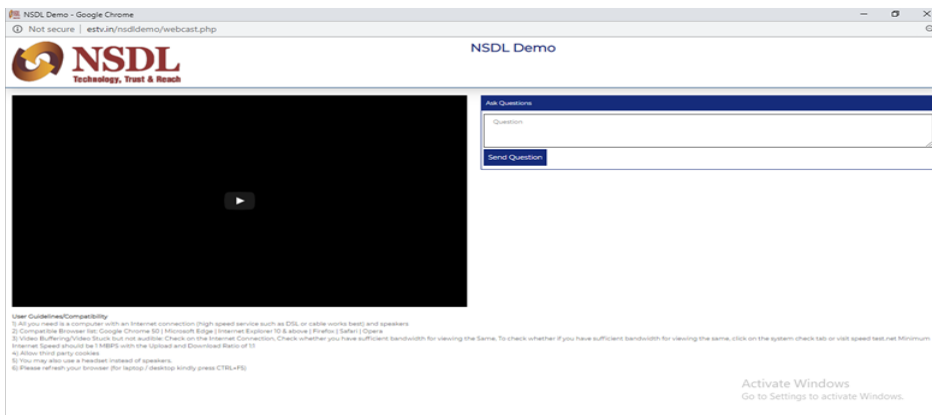 NSDL Demo - Google Chrome
Not secure | estv.in/nsdldemo/webcast.php
NSDL
Technology, Trust & Reach
NSDL Demo
Ask Questions
Question
Send Question
User Guidelines/Compatibility
1) All you need is a computer with an Internet connection (high speed service such as DSL or cable works best) and speakers
2) Compatible Browser list: Google Chrome 50 | Microsoft Edge | Internet Explorer 10 & above | Firefox | Safari | Opera
3) Video Buffering/Video Stuck but not audible: Check on the Internet Connection. Check whether you have sufficient bandwidth for viewing the Same, To check whether if you have sufficient bandwidth for viewing the same, click on the system check tab or visit speed test.net Minimum
Internet Speed should be 1 MBPS with the Upload and Download Ratio of 1:1
4) Allow third party cookies
5) You may also use a headset instead of speakers.
6) Please refresh your browser (for laptop / desktop kindly press CTRL+F5)
Activate Windows
Go to Settings to activate Windows.